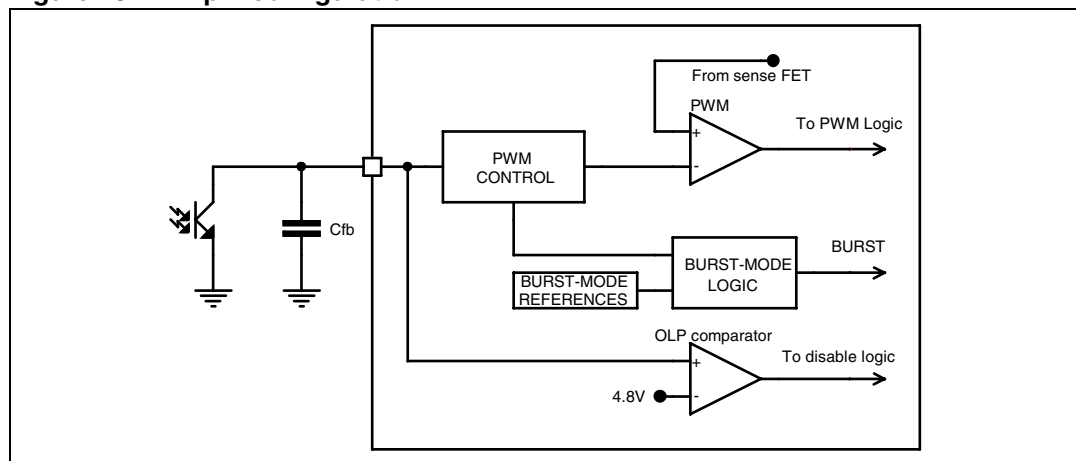 From sense FET
PWM
To PWM Logic
+
-
PWM
CONTROL
Cfb
BURST
BURST-MODE
LOGIC
BURST-MODE
REFERENCES
OLP comparator
To disable logic
+
4.8V
-